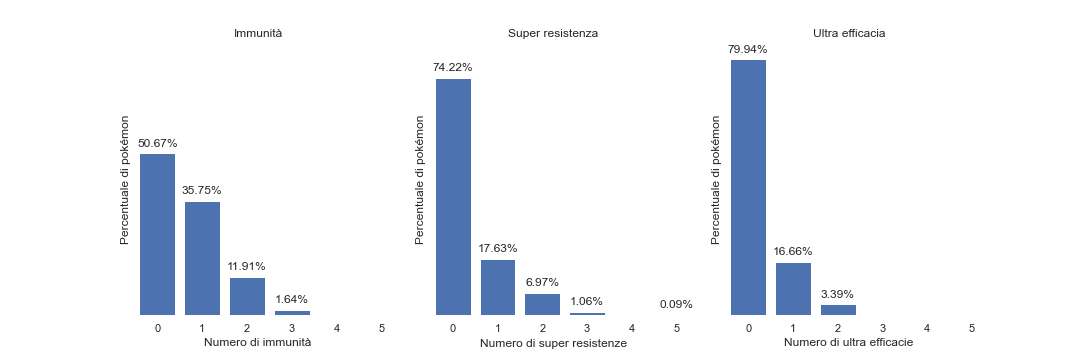 Immunità
Percentuale di pokémon
50.67%
35.75%
11.91%
1.64%
0 1 2 3 4 5
Numero di immunità
Super resistenza
Percentuale di pokémon
74.22%
17.63%
6.97%
1.06%
0.09%
0 1 2 3 4 5
Numero di super resistenze
Ultra efficacia
Percentuale di pokémon
79.94%
16.66%
3.39%
0 1 2 3 4 5
Numero di ultra efficacie